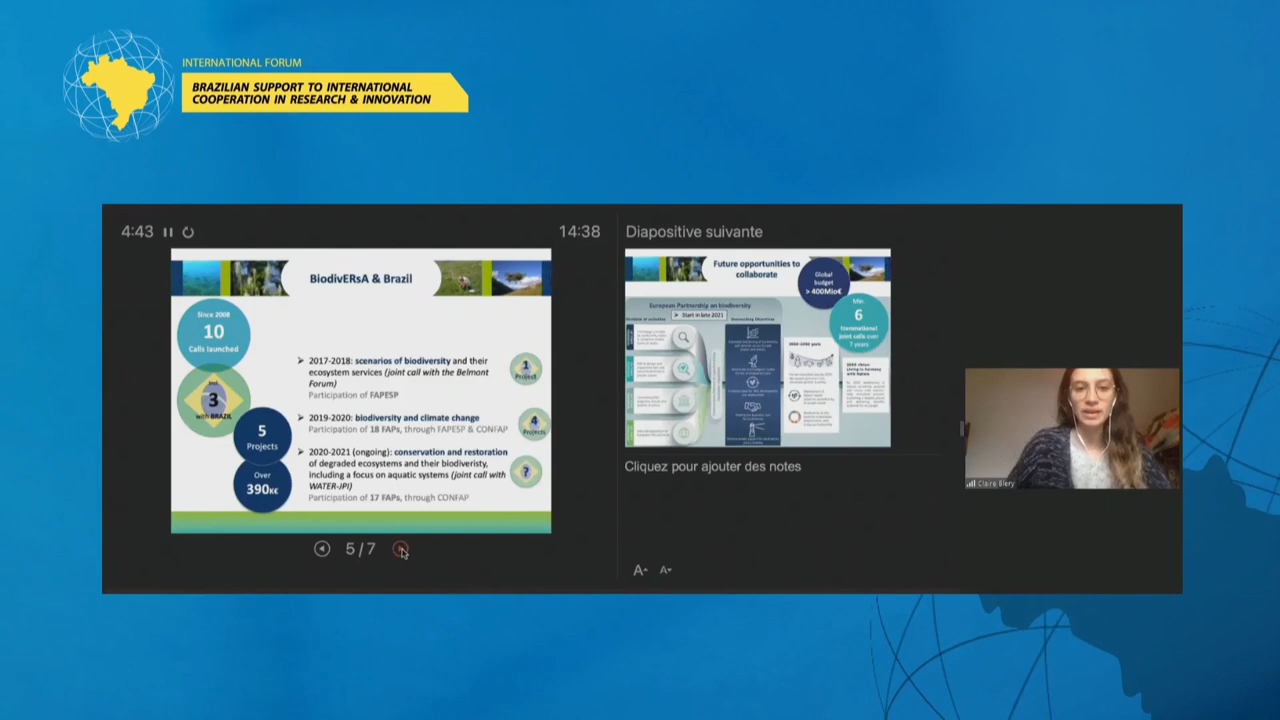 INTERNATIONAL FORUM
BRAZILIAN SUPPORT TO INTERNATIONAL
COOPERATION IN RESEARCH & INNOVATION
4:43
14:38
BiodivERsA & Brazil
Since 2008
10
Calls launched
3
with BRAZIL
5
Projects
Over
390K€
➤ 2017-2018: scenarios of biodiversity and their
ecosystem services (joint call with the Belmont
Forum)
Participation of FAPESP
1
Project
➤ 2019-2020: biodiversity and climate change
Participation of 18 FAPs, through FAPESP & CONFAP
4
Projects
➤ 2020-2021 (ongoing): conservation and restoration
of degraded ecosystems and their biodiveristy,
including a focus on aquatic systems (joint call with
WATER-JPI)
Participation of 17 FAPs, through CONFAP
?
5 / 7
Diapositive suivante
Future opportunities to
collaborate
Global
budget
> 400Mio€
Min.
6
transnational
joint calls over
7 years
European Partnership on biodiversity
➤ Start in late 2021
Cliquez pour ajouter des notes
A
A
Claire Blery